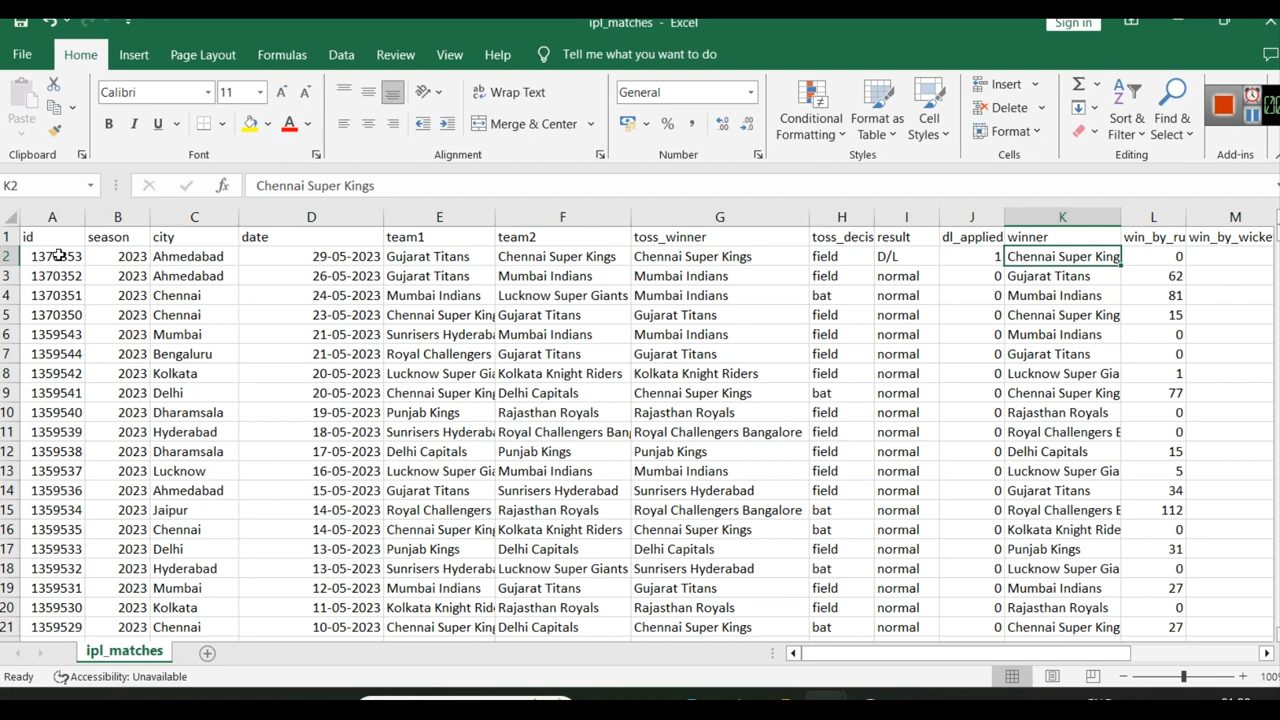 ipl_matches - Excel
Sign in
File Home Insert Page Layout Formulas Data Review View Help Tell me what you want to do
Paste Calibri 11 Wrap Text General Conditional Formatting Format as Table Cell Styles Insert Sort & Filter Find & Select
B I U Merge & Center % Delete
Format
Clipboard Font Alignment Number Styles Cells Editing Add-ins
K2 fx Chennai Super Kings
A B C D E F G H I J K L M
1 id season city date team1 team2 toss_winner toss_decis result dl_applied winner win_by_ru win_by_wicke
2 2023 Ahmedabad 29-05-2023 Gujarat Titans Chennai Super Kings Chennai Super Kings field D/L 1 Chennai Super King 0
3 1370352 2023 Ahmedabad 26-05-2023 Gujarat Titans Mumbai Indians Mumbai Indians field normal 0 Gujarat Titans 62
4 1370351 2023 Chennai 24-05-2023 Mumbai Indians Lucknow Super Giants Mumbai Indians bat normal 0 Mumbai Indians 81
5 1370350 2023 Chennai 23-05-2023 Chennai Super King Gujarat Titans Gujarat Titans field normal 0 Chennai Super King 15
6 1359543 2023 Mumbai 21-05-2023 Sunrisers Hyderaba Mumbai Indians Mumbai Indians field normal 0 Mumbai Indians 0
7 1359544 2023 Bengaluru 21-05-2023 Royal Challengers Gujarat Titans Gujarat Titans field normal 0 Gujarat Titans 0
8 1359542 2023 Kolkata 20-05-2023 Lucknow Super Gia Kolkata Knight Riders Kolkata Knight Riders field normal 0 Lucknow Super Gia 1
9 1359541 2023 Delhi 20-05-2023 Chennai Super King Delhi Capitals Chennai Super Kings bat normal 0 Chennai Super King 77
10 1359540 2023 Dharamsala 19-05-2023 Punjab Kings Rajasthan Royals Rajasthan Royals field normal 0 Rajasthan Royals 0
11 1359539 2023 Hyderabad 18-05-2023 Sunrisers Hyderaba Royal Challengers Ban Royal Challengers Bangalore field normal 0 Royal Challengers E 0
12 1359538 2023 Dharamsala 17-05-2023 Delhi Capitals Punjab Kings Punjab Kings field normal 0 Delhi Capitals 15
13 1359537 2023 Lucknow 16-05-2023 Lucknow Super Gia Mumbai Indians Mumbai Indians field normal 0 Lucknow Super Gia 5
14 1359536 2023 Ahmedabad 15-05-2023 Gujarat Titans Sunrisers Hyderabad Sunrisers Hyderabad field normal 0 Gujarat Titans 34
15 1359534 2023 Jaipur 14-05-2023 Royal Challengers Rajasthan Royals Royal Challengers Bangalore bat normal 0 Royal Challengers E 112
16 1359535 2023 Chennai 14-05-2023 Chennai Super King Kolkata Knight Riders Chennai Super Kings bat normal 0 Kolkata Knight Ride 0
17 1359533 2023 Delhi 13-05-2023 Punjab Kings Delhi Capitals Delhi Capitals field normal 0 Punjab Kings 31
18 1359532 2023 Hyderabad 13-05-2023 Sunrisers Hyderaba Lucknow Super Giants Sunrisers Hyderabad bat normal 0 Lucknow Super Gia 0
19 1359531 2023 Mumbai 12-05-2023 Mumbai Indians Gujarat Titans Gujarat Titans field normal 0 Mumbai Indians 27
20 1359530 2023 Kolkata 11-05-2023 Kolkata Knight Rid Rajasthan Royals Rajasthan Royals field normal 0 Rajasthan Royals 0
21 1359529 2023 Chennai 10-05-2023 Chennai Super King Delhi Capitals Chennai Super Kings bat normal 0 Chennai Super King 27
ipl_matches
Ready Accessibility: Unavailable 100%